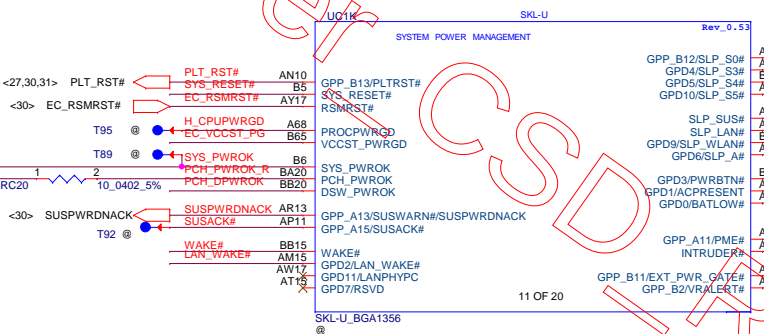 UC1K
SKL-U
Rev_0.53
SYSTEM POWER MANAGEMENT
<27,30,31> PLT_RST#
PLT_RST#
AN10
GPP_B13/PLTRST#
SYS_RESET#
B5
SYS_RESET#
<30> EC_RSMRST#
EC_RSMRST#
AY17
RSMRST#
T95 @
H_CPUPWRGD
A68
PROCPWRGD
EC_VCCST_PG
B65
VCCST_PWRGD
T89 @
SYS_PWROK
B6
SYS_PWROK
RC20
1
2
10_0402_5%
PCH_PWROK_R
BA20
PCH_PWROK
PCH_DPWROK
BB20
DSW_PWROK
<30> SUSPWRDNACK
SUSPWRDNACK
AR13
GPP_A13/SUSWARN#/SUSPWRDNACK
T92 @
SUSACK#
AP11
GPP_A15/SUSACK#
WAKE#
BB15
WAKE#
LAN_WAKE#
AM15
GPD2/LAN_WAKE#
AW17
GPD11/LANPHYPC
AT15
GPD7/RSVD
GPP_B12/SLP_S0#
GPD4/SLP_S3#
GPD5/SLP_S4#
GPD10/SLP_S5#
SLP_SUS#
SLP_LAN#
GPD9/SLP_WLAN#
GPD6/SLP_A#
GPD3/PWRBTN#
GPD1/ACPRESENT
GPD0/BATLOW#
GPP_A11/PME#
INTRUDER#
GPP_B11/EXT_PWR_GATE#
GPP_B2/VRALERT#
11 OF 20
SKL-U_BGA1356
@